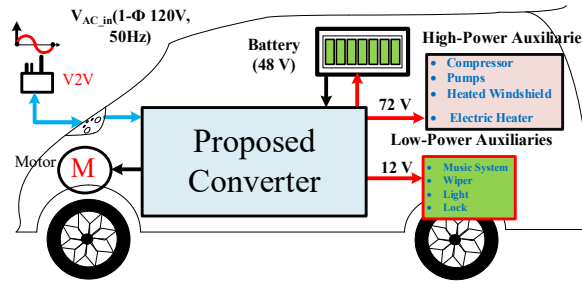 V_AC_in(1-Φ 120V,
50Hz)
V2V
Battery
(48 V)
High-Power Auxiliaries
Compressor
Pumps
Heated Windshield
Electric Heater
72 V
Proposed
Converter
Motor
M
Low-Power Auxiliaries
12 V
Music System
Wiper
Light
Lock